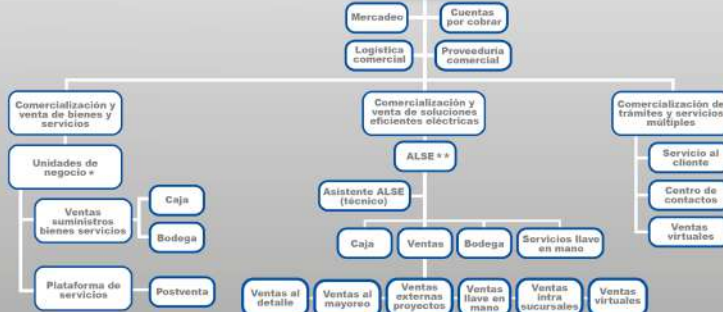 Mercadeo
Cuentas
por cobrar
Logística
comercial
Proveeduría
comercial
Comercialización y
venta de bienes y
servicios
Comercialización y
venta de soluciones
eficientes eléctricas
Comercialización de
trámites y servicios
múltiples
Unidades de
negocio *
ALSE * *
Servicio al
cliente
Asistente ALSE
(técnico)
Centro de
contactos
Ventas
suministros
bienes servicios
Caja
Bodega
Ventas
virtuales
Caja
Ventas
Bodega
Servicios llave
en mano
Plataforma de
servicios
Postventa
Ventas al
detalle
Ventas al
mayoreo
Ventas
externas
proyectos
Ventas
llave en
mano
Ventas
intra
sucursales
Ventas
virtuales